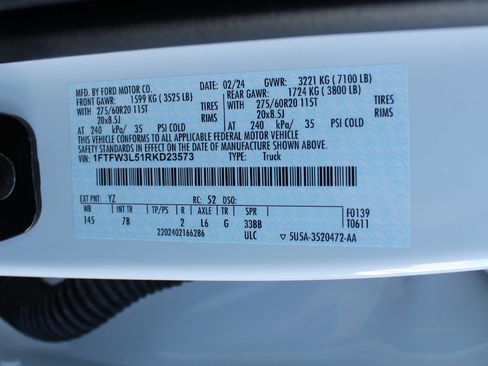 MFD. BY FORD MOTOR CO. DATE: 02/24 GVWR: 3221 KG ( 7100 LB)
FRONT GAWR: 1599 KG ( 3525 LB) REAR GAWR: 1724 KG ( 3800 LB)
WITH 275/60R20 115T TIRES WITH 275/60R20 115T TIRES
20x8.5J RIMS 20x8.5J RIMS
AT 240 kPa/ 35 PSI COLD AT 240 kPa/ 35 PSI COLD
THIS VEHICLE CONFORMS TO ALL APPLICABLE FEDERAL MOTOR VEHICLE
SAFETY STANDARDS IN EFFECT ON THE DATE OF MANUFACTURE SHOWN ABOVE.
VIN: 1FTFW3L51RKD23573 TYPE: Truck
EXT PNT: YZ RC: 52 DSO:
WB INT TR TP/PS R AXLE TR SPR F0139
145 7B 2 L6 G 33BB T0611
2202402166286 ULC ▽ 5U5A-3520472-AA